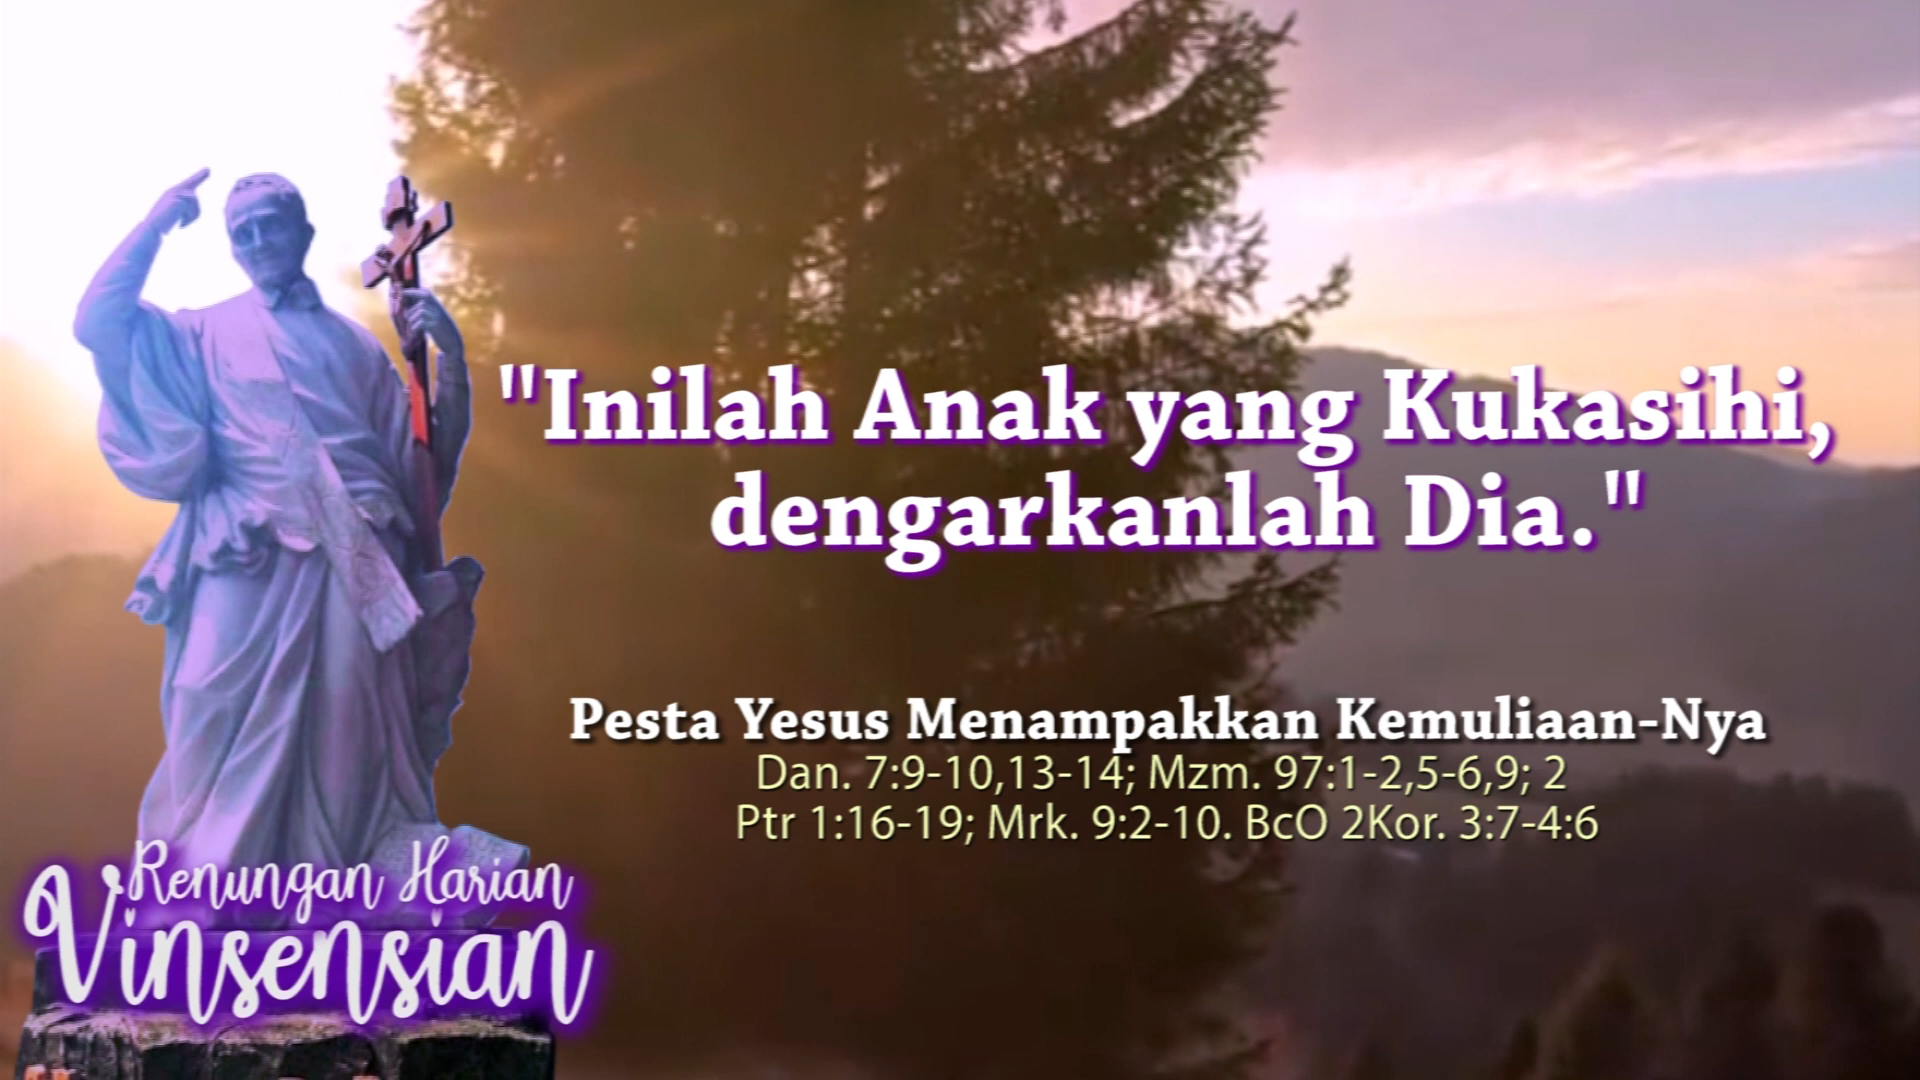 "Inilah Anak yang Kukasihi,
dengarkanlah Dia."
Pesta Yesus Menampakkan Kemuliaan-Nya
Dan. 7:9-10,13-14; Mzm. 97:1-2,5-6,9; 2
Ptr 1:16-19; Mrk. 9:2-10. BcO 2Kor. 3:7-4:6
Renungan Harian
Vinsensian